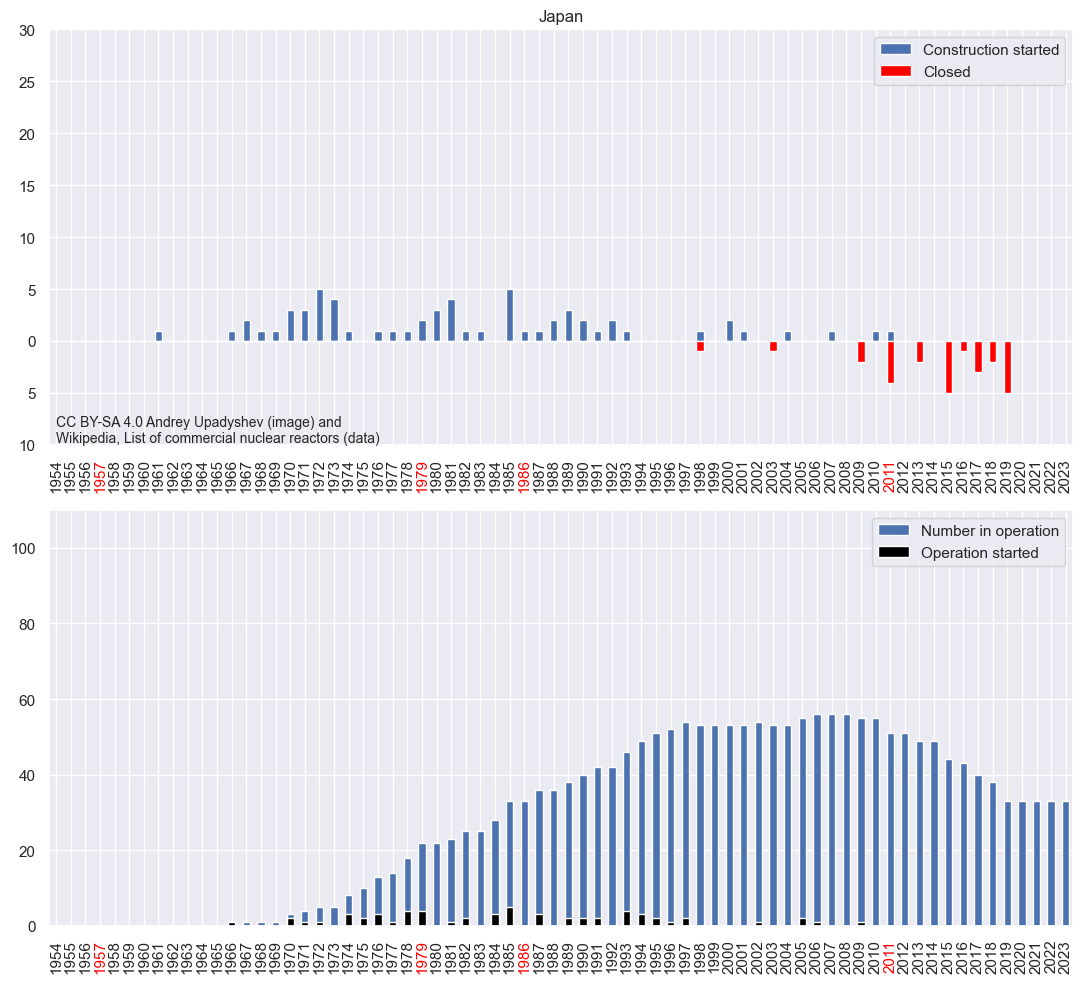 Japan
30
25
20
15
10
5
0
5
10
Construction started
Closed
CC BY-SA 4.0 Andrey Upadyshev (image) and
Wikipedia, List of commercial nuclear reactors (data)
1954 1955 1956 1957 1958 1959 1960 1961 1962 1963 1964 1965 1966 1967 1968 1969 1970 1971 1972 1973 1974 1975 1976 1977 1978 1979 1980 1981 1982 1983 1984 1985 1986 1987 1988 1989 1990 1991 1992 1993 1994 1995 1996 1997 1998 1999 2000 2001 2002 2003 2004 2005 2006 2007 2008 2009 2010 2011 2012 2013 2014 2015 2016 2017 2018 2019 2020 2021 2022 2023
100
80
60
40
20
0
Number in operation
Operation started
1954 1955 1956 1957 1958 1959 1960 1961 1962 1963 1964 1965 1966 1967 1968 1969 1970 1971 1972 1973 1974 1975 1976 1977 1978 1979 1980 1981 1982 1983 1984 1985 1986 1987 1988 1989 1990 1991 1992 1993 1994 1995 1996 1997 1998 1999 2000 2001 2002 2003 2004 2005 2006 2007 2008 2009 2010 2011 2012 2013 2014 2015 2016 2017 2018 2019 2020 2021 2022 2023